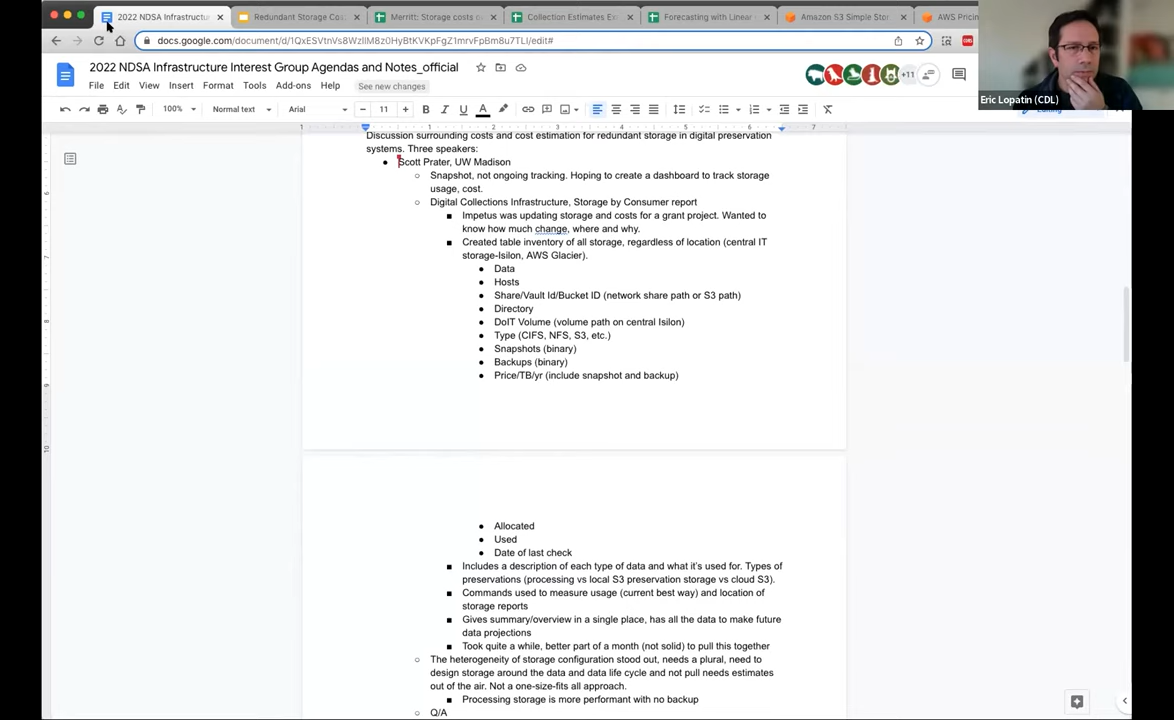 2022 NDSA Infrastructu
Redundant Storage Cos
Merritt: Storage costs o
Collection Estimates Ex
Forecasting with Linear
Amazon S3 Simple Stor
AWS Pricin
docs.google.com/document/d/1QxESVtnVs8WzIlM8z0HyBtKVKpFgZ1mrvFpBm8u7TLI/edit#
2022 NDSA Infrastructure Interest Group Agendas and Notes_official
+11
File Edit View Insert Format Tools Add-ons Help See new changes
Eric Lopatin (CDL)
100% Normal text Arial 11
Discussion surrounding costs and cost estimation for redundant storage in digital preservation
systems. Three speakers:
Scott Prater, UW Madison
Snapshot, not ongoing tracking. Hoping to create a dashboard to track storage
usage, cost.
Digital Collections Infrastructure, Storage by Consumer report
Impetus was updating storage and costs for a grant project. Wanted to
know how much change, where and why.
Created table inventory of all storage, regardless of location (central IT
storage-Isilon, AWS Glacier).
Data
Hosts
Share/Vault Id/Bucket ID (network share path or S3 path)
Directory
DoIT Volume (volume path on central Isilon)
Type (CIFS, NFS, S3, etc.)
Snapshots (binary)
Backups (binary)
Price/TB/yr (include snapshot and backup)
Allocated
Used
Date of last check
Includes a description of each type of data and what it's used for. Types of
preservations (processing vs local S3 preservation storage vs cloud S3).
Commands used to measure usage (current best way) and location of
storage reports
Gives summary/overview in a single place, has all the data to make future
data projections
Took quite a while, better part of a month (not solid) to pull this together
The heterogeneity of storage configuration stood out, needs a plural, need to
design storage around the data and data life cycle and not pull needs estimates
out of the air. Not a one-size-fits all approach.
Processing storage is more performant with no backup
Q/A